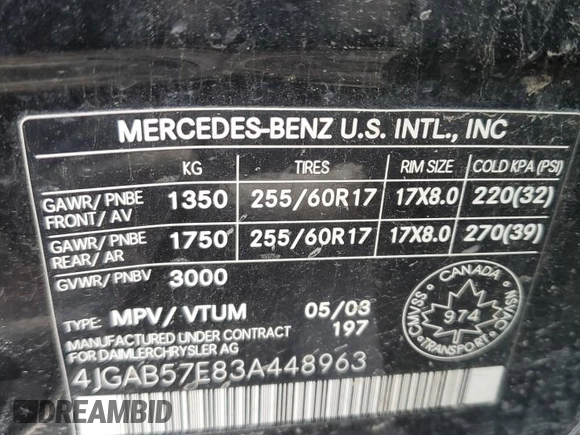 MERCEDES-BENZ U.S. INTL., INC
KG TIRES RIM SIZE COLD KPA (PSI)
GAWR/ PNBE FRONT/ AV 1350 255/60R17 17X8.0 220(32)
GAWR/ PNBE REAR/ AR 1750 255/60R17 17X8.0 270(39)
GVWR/ PNBV 3000
TYPE: MPV/ VTUM 05/03
MANUFACTURED UNDER CONTRACT 197
FOR DAIMLERCHRYSLER AG
4JGAB57E83A448963
CANADA
CMVSS 974 NSVAC
TRANSPORT
DREAMBID